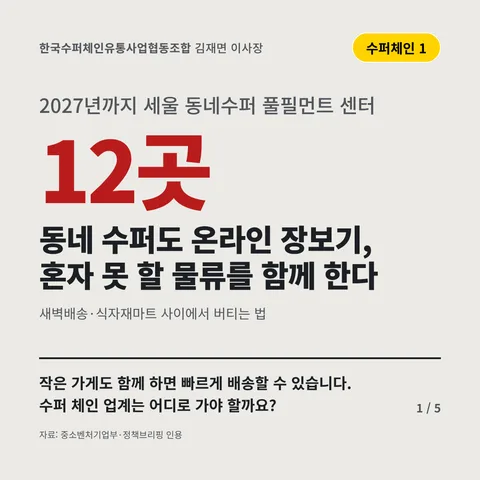 한국수퍼체인유통사업협동조합 김재면 이사장
수퍼체인 1
2027년까지 세울 동네수퍼 풀필먼트 센터
12곳
동네 수퍼도 온라인 장보기,
혼자 못 할 물류를 함께 한다
새벽배송·식자재마트 사이에서 버티는 법
작은 가게도 함께 하면 빠르게 배송할 수 있습니다.
수퍼 체인 업계는 어디로 가야 할까요?
1 / 5
자료: 중소벤처기업부·정책브리핑 인용